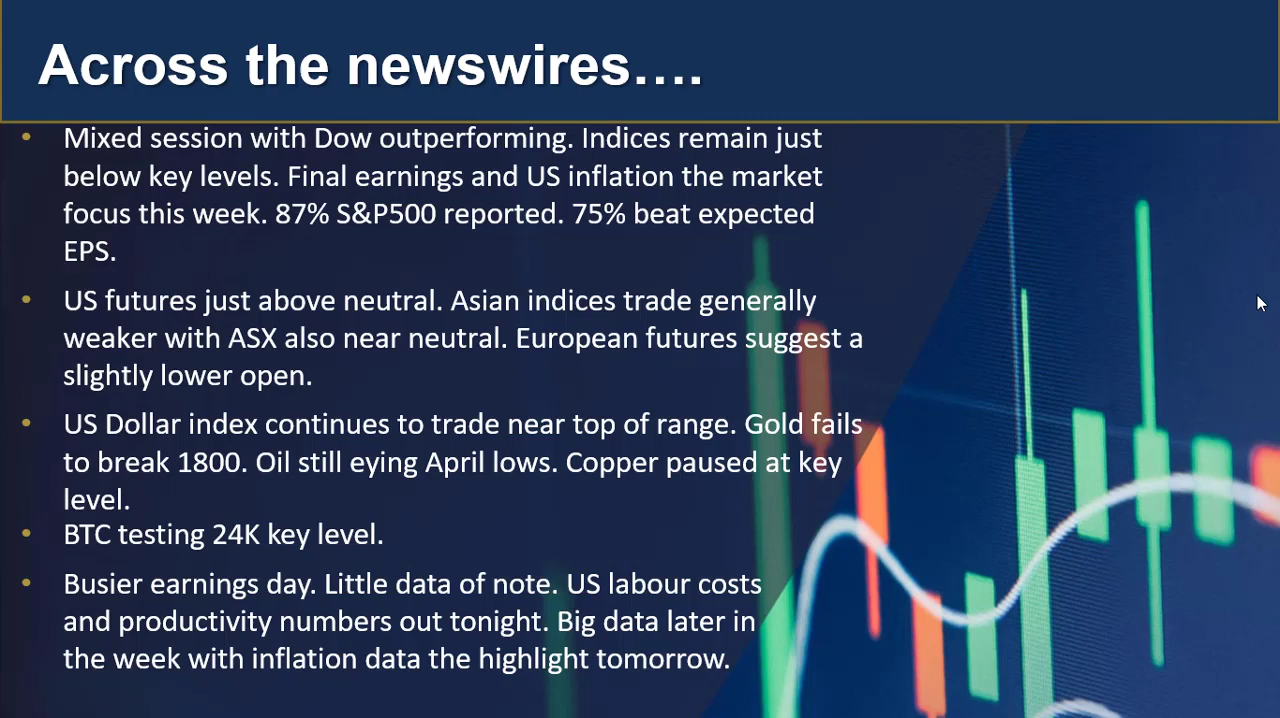 Across the newswires….
• Mixed session with Dow outperforming. Indices remain just
below key levels. Final earnings and US inflation the market
focus this week. 87% S&P500 reported. 75% beat expected
EPS.
• US futures just above neutral. Asian indices trade generally
weaker with ASX also near neutral. European futures suggest a
slightly lower open.
• US Dollar index continues to trade near top of range. Gold fails
to break 1800. Oil still eying April lows. Copper paused at key
level.
• BTC testing 24K key level.
• Busier earnings day. Little data of note. US labour costs
and productivity numbers out tonight. Big data later in
the week with inflation data the highlight tomorrow.